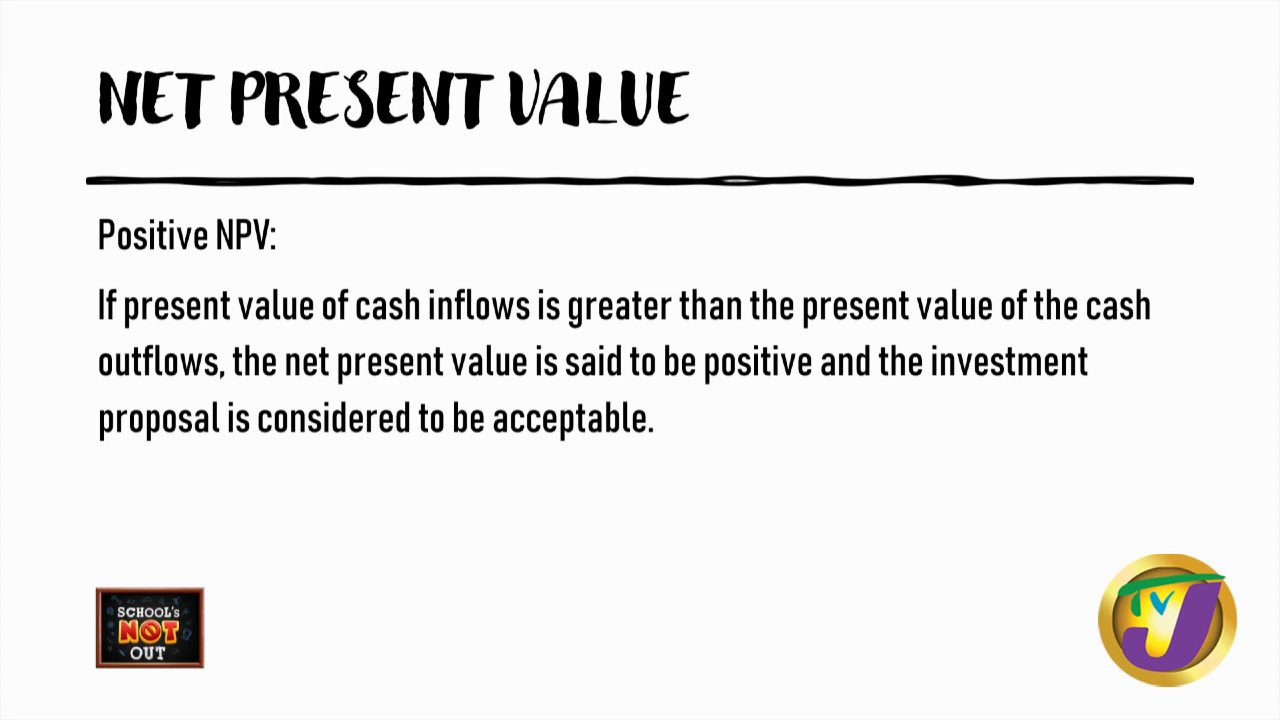 NET PRESENT VALUE
Positive NPV:
If present value of cash inflows is greater than the present value of the cash
outflows, the net present value is said to be positive and the investment
proposal is considered to be acceptable.
SCHOOL'S
NOT
OUT
TVJ